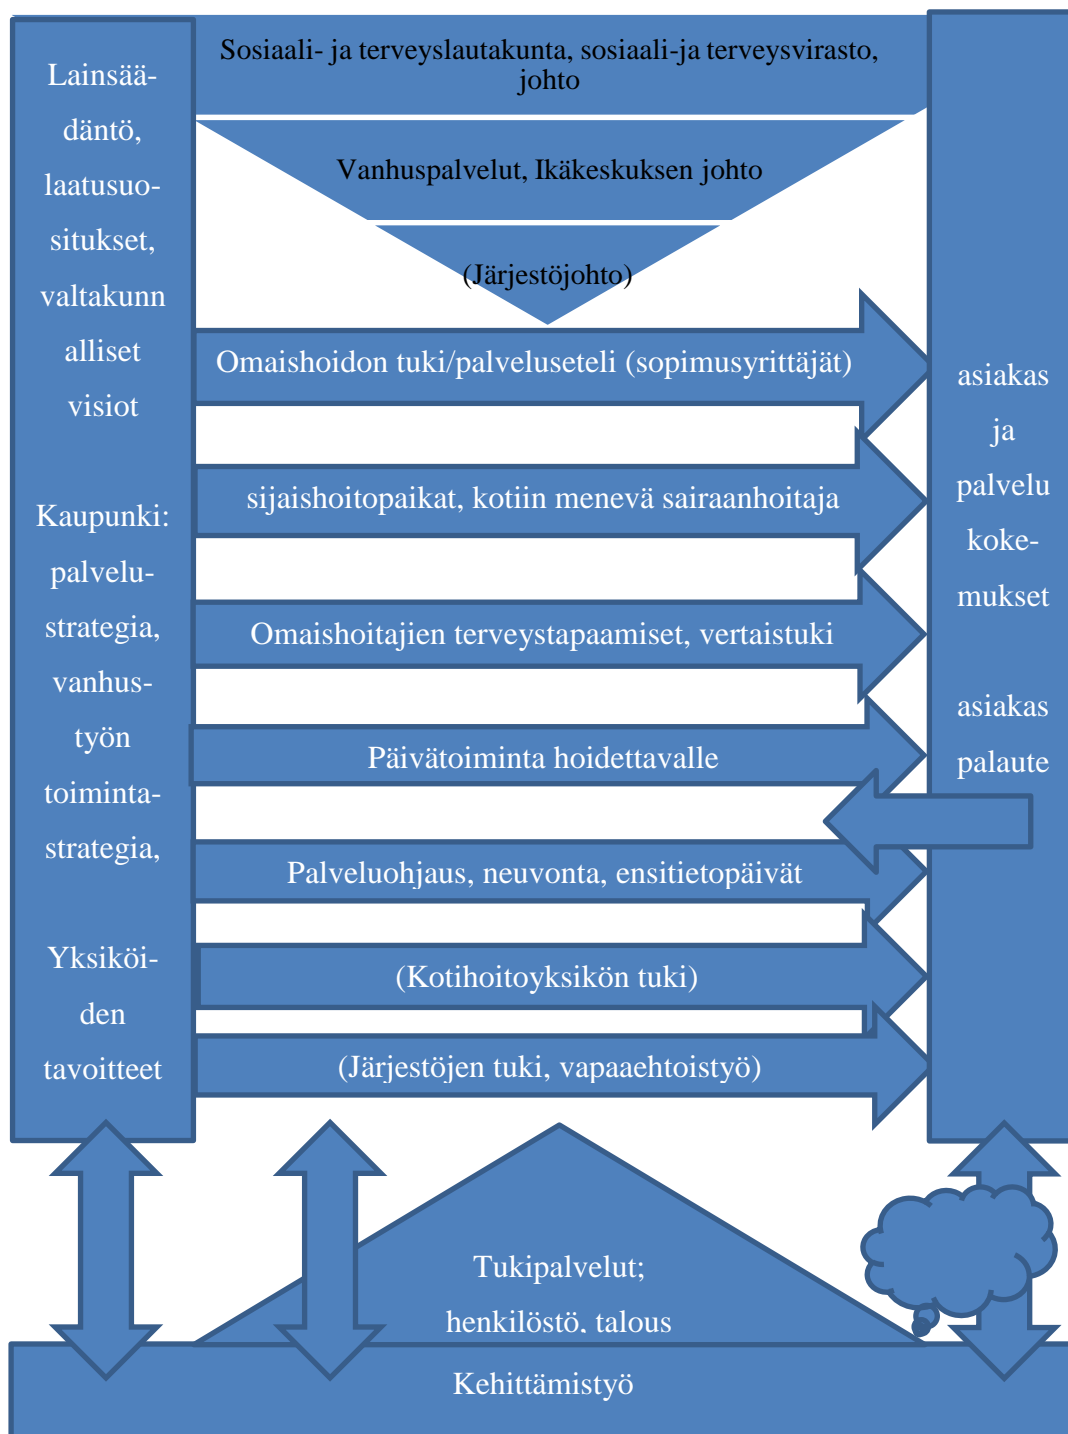 Sosiaali- ja terveyslautakunta, sosiaali-ja terveysvirasto,
johto
Vanhuspalvelut, Ikäkeskuksen johto
(Järjestöjohto)
Lainsää-
däntö,
laatusuo-
situkset,
valtakunn
alliset
visiot
Kaupunki:
palvelu-
strategia,
vanhus-
työn
toiminta-
strategia,
Yksiköi-
den
tavoitteet
Omaishoidon tuki/palveluseteli (sopimusyrittäjät)
sijaishoitopaikat, kotiin menevä sairaanhoitaja
Omaishoitajien terveystapaamiset, vertaistuki
Päivätoiminta hoidettavalle
Palveluohjaus, neuvonta, ensitietopäivät
(Kotihoitoyksikön tuki)
(Järjestöjen tuki, vapaaehtoistyö)
asiakas
ja
palvelu
koke-
mukset
asiakas
palaute
Tukipalvelut;
henkilöstö, talous
Kehittämistyö